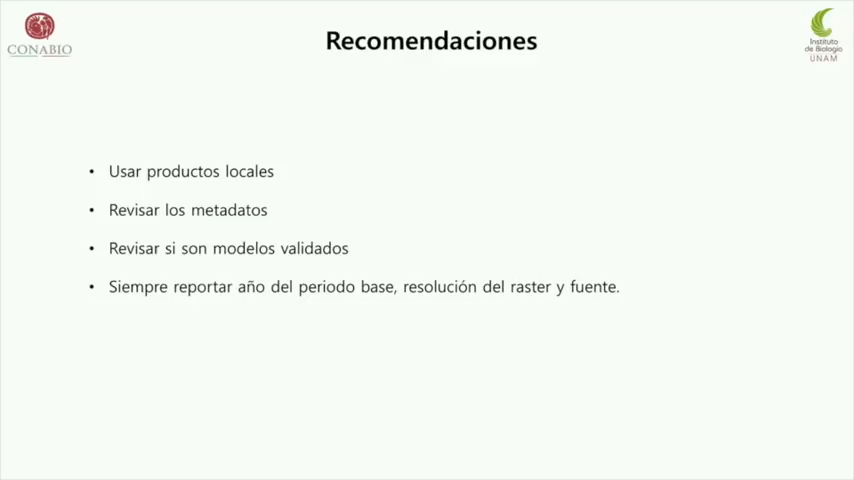 CONABIO
Recomendaciones
Instituto
de Biología
UNAM
• Usar productos locales
• Revisar los metadatos
• Revisar si son modelos validados
• Siempre reportar año del periodo base, resolución del raster y fuente.